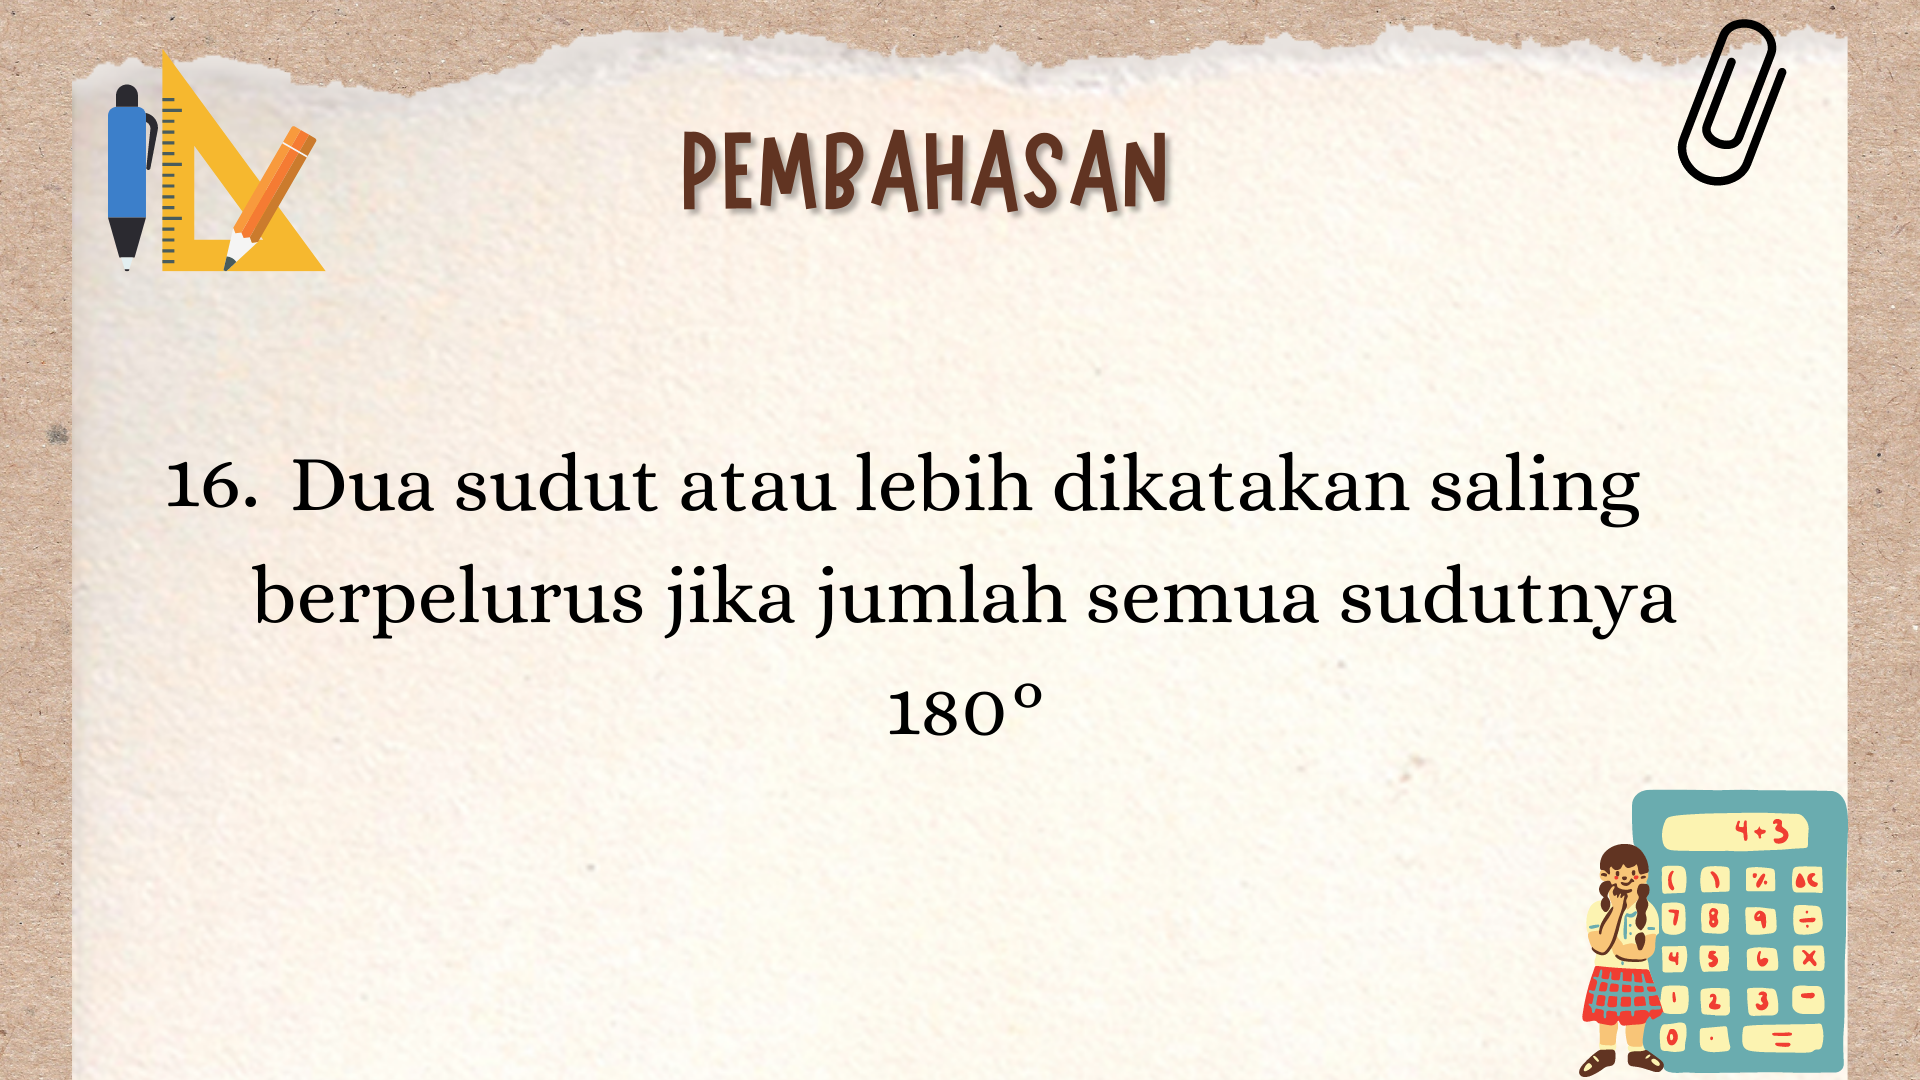 PEMBAHASAN
16. Dua sudut atau lebih dikatakan saling
berpelurus jika jumlah semua sudutnya
180°
4+3
( ) % AC
7 8 9 ÷
4 5 6 ×
1 2 3 -
0 . =